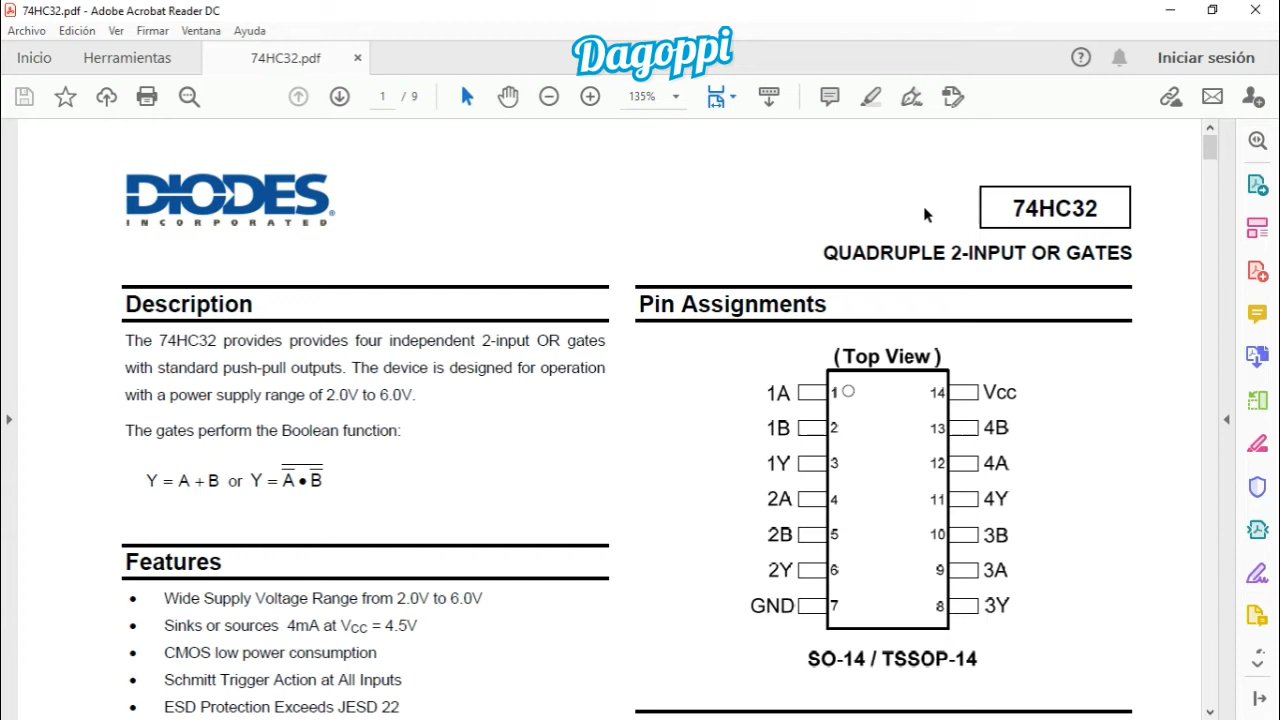 74HC32.pdf - Adobe Acrobat Reader DC
Archivo Edición Ver Firmar Ventana Ayuda
Inicio Herramientas 74HC32.pdf × Iniciar sesión
Dagoppi
1 / 9 135%
DIODES
INCORPORATED
74HC32
QUADRUPLE 2-INPUT OR GATES
Description
The 74HC32 provides provides four independent 2-input OR gates
with standard push-pull outputs. The device is designed for operation
with a power supply range of 2.0V to 6.0V.
The gates perform the Boolean function:
Y = A + B or Y = A̅ • B̅
Features
• Wide Supply Voltage Range from 2.0V to 6.0V
• Sinks or sources 4mA at VCC = 4.5V
• CMOS low power consumption
• Schmitt Trigger Action at All Inputs
• ESD Protection Exceeds JESD 22
Pin Assignments
( Top View )
1A 1 14 Vcc
1B 2 13 4B
1Y 3 12 4A
2A 4 11 4Y
2B 5 10 3B
2Y 6 9 3A
GND 7 8 3Y
SO-14 / TSSOP-14